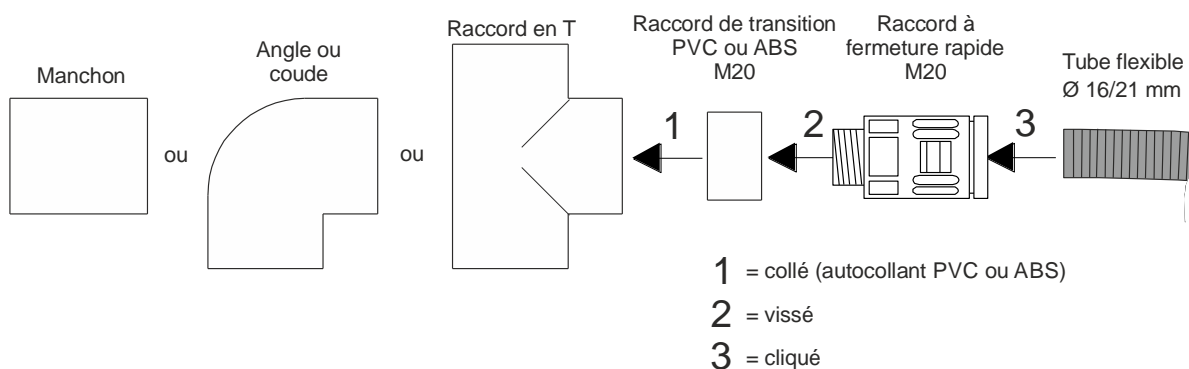 Manchon
ou
Angle ou
coude
ou
Raccord en T
1
Raccord de transition
PVC ou ABS
M20
2
Raccord à
fermeture rapide
M20
3
Tube flexible
Ø 16/21 mm
1 = collé (autocollant PVC ou ABS)
2 = vissé
3 = cliqué